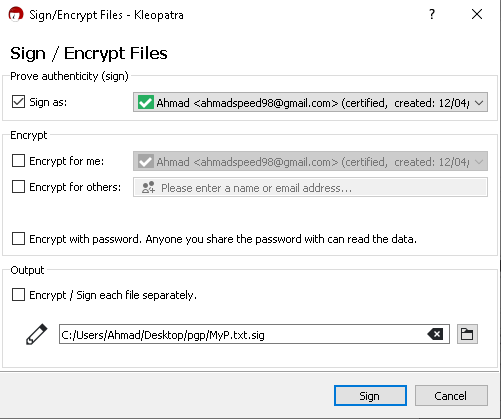 Sign/Encrypt Files - Kleopatra
Sign / Encrypt Files
Prove authenticity (sign)
Sign as:
Ahmad <ahmadspeed98@gmail.com> (certified, created: 12/04/
Encrypt
Encrypt for me:
Ahmad <ahmadspeed98@gmail.com> (certified, created: 12/04/
Encrypt for others:
Please enter a name or email address...
Encrypt with password. Anyone you share the password with can read the data.
Output
Encrypt / Sign each file separately.
C:/Users/Ahmad/Desktop/pgp/MyP.txt.sig
Sign
Cancel